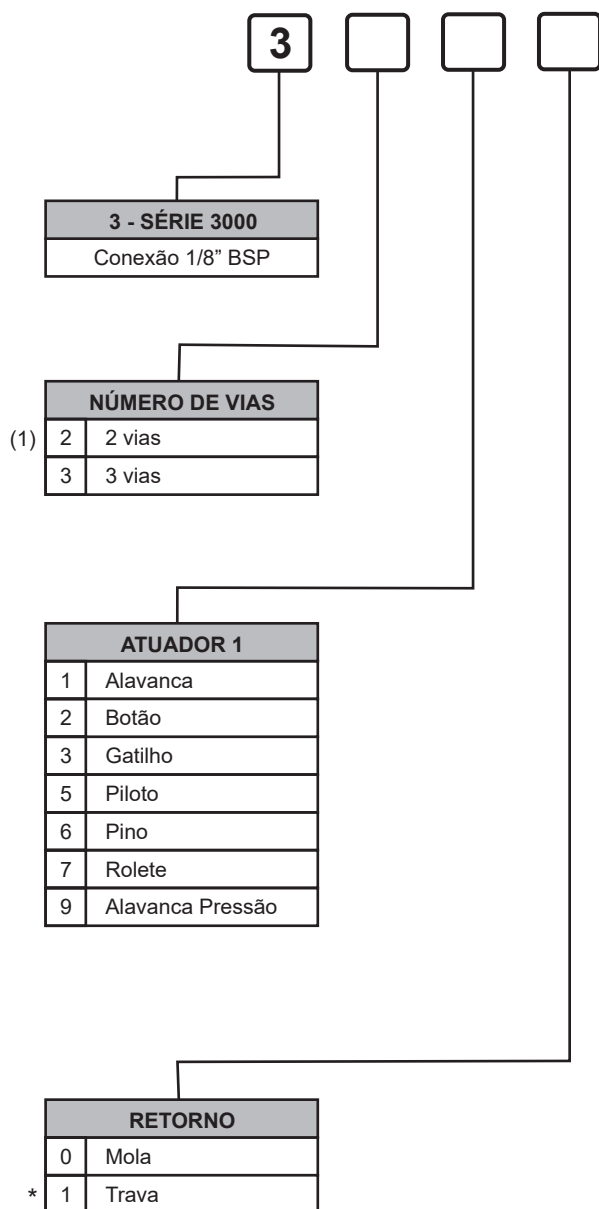 3
3 - SÉRIE 3000
Conexão 1/8” BSP
NÚMERO DE VIAS
(1) 2 2 vias
3 3 vias
ATUADOR 1
1 Alavanca
2 Botão
3 Gatilho
5 Piloto
6 Pino
7 Rolete
9 Alavanca Pressão
RETORNO
0 Mola
* 1 Trava